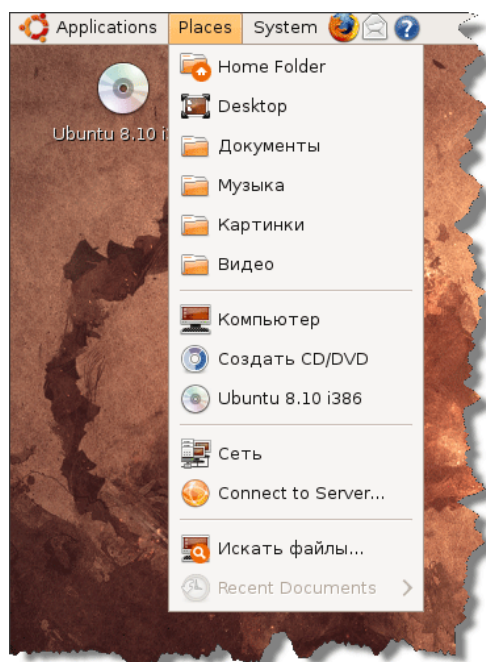 Applications Places System
Home Folder
Desktop
Ubuntu 8.10 i
Документы
Музыка
Картинки
Видео
Компьютер
Создать CD/DVD
Ubuntu 8.10 i386
Сеть
Connect to Server...
Искать файлы...
Recent Documents